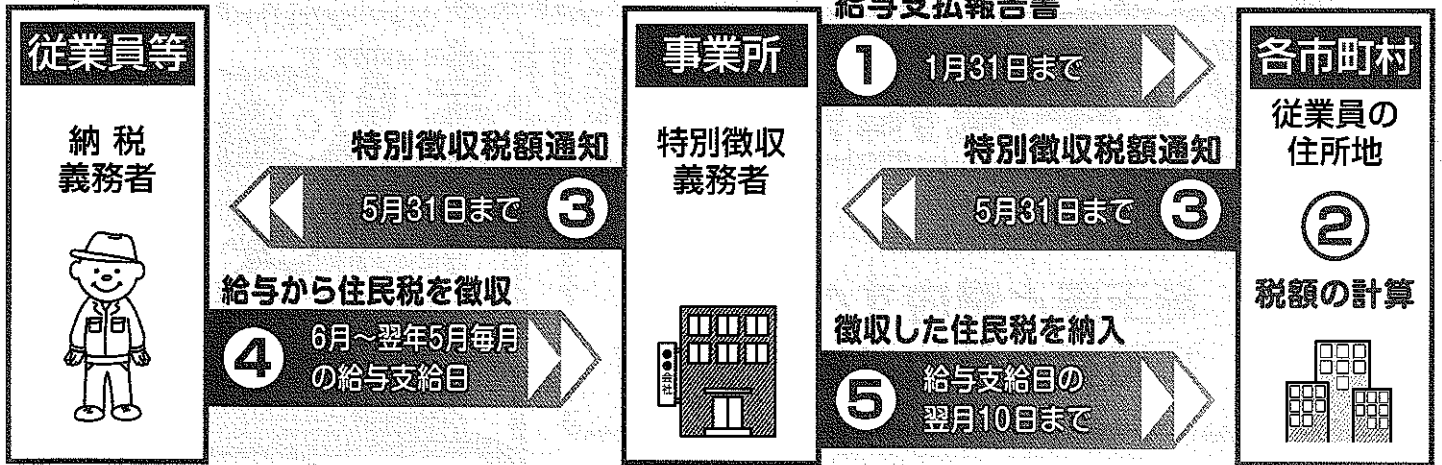 従業員等
納税
義務者
特別徴収税額通知
5月31日まで ③
給与から住民税を徴収
④ 6月～翌年5月毎月
の給与支給日
事業所
特別徴収
義務者
●●会社
給与支払報告書
① 1月31日まで
特別徴収税額通知
5月31日まで ③
徴収した住民税を納入
⑤ 給与支給日の
翌月10日まで
各市町村
従業員の
住所地
②
税額の計算